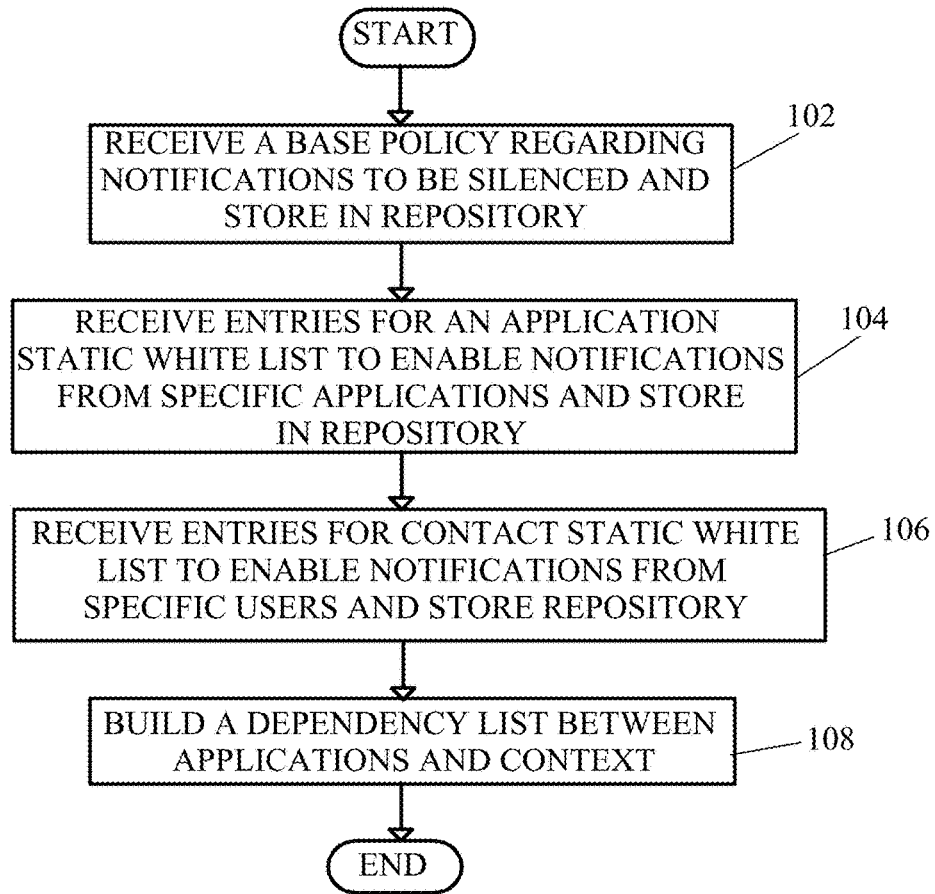 START
102
RECEIVE A BASE POLICY REGARDING
NOTIFICATIONS TO BE SILENCED AND
STORE IN REPOSITORY
104
RECEIVE ENTRIES FOR AN APPLICATION
STATIC WHITE LIST TO ENABLE NOTIFICATIONS
FROM SPECIFIC APPLICATIONS AND STORE
IN REPOSITORY
106
RECEIVE ENTRIES FOR CONTACT STATIC WHITE
LIST TO ENABLE NOTIFICATIONS FROM
SPECIFIC USERS AND STORE REPOSITORY
BUILD A DEPENDENCY LIST BETWEEN
APPLICATIONS AND CONTEXT
108
END